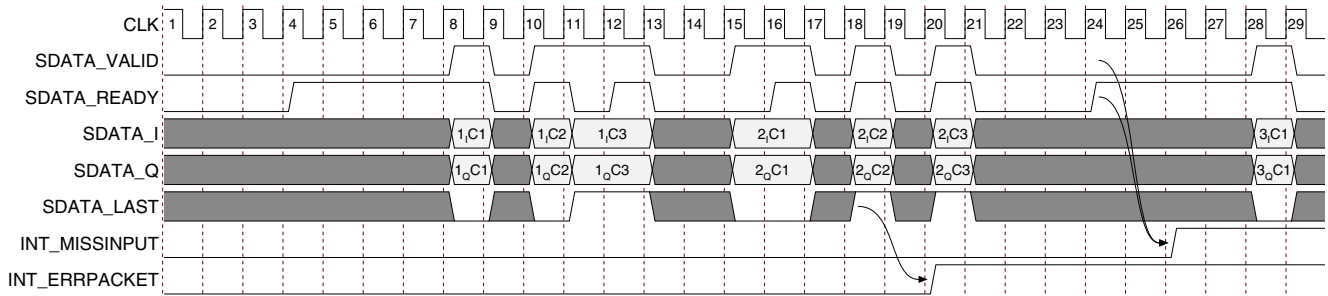 CLK 1 2 3 4 5 6 7 8 9 10 11 12 13 14 15 16 17 18 19 20 21 22 23 24 25 26 27 28 29
SDATA_VALID
SDATA_READY
SDATA_I 1IC1 1IC2 1IC3 2IC1 2IC2 2IC3 3IC1
SDATA_Q 1QC1 1QC2 1QC3 2QC1 2QC2 2QC3 3QC1
SDATA_LAST
INT_MISSINPUT
INT_ERRPACKET